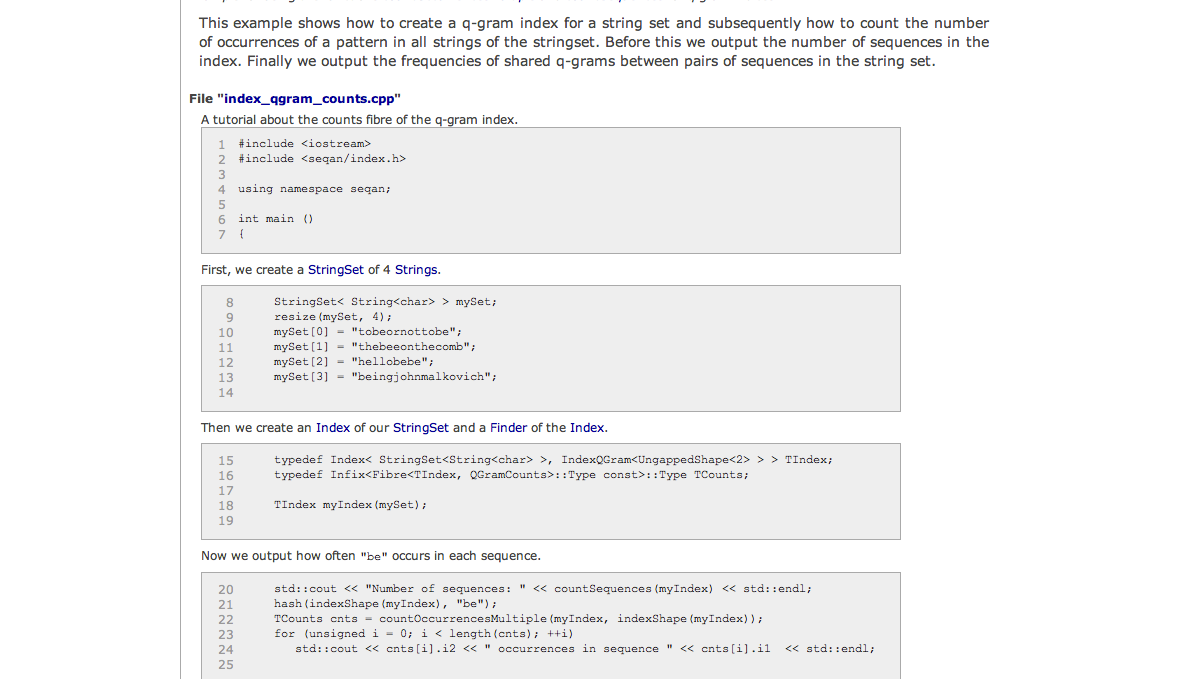 This example shows how to create a q-gram index for a string set and subsequently how to count the number
of occurrences of a pattern in all strings of the stringset. Before this we output the number of sequences in the
index. Finally we output the frequencies of shared q-grams between pairs of sequences in the string set.
File "index_qgram_counts.cpp"
A tutorial about the counts fibre of the q-gram index.
1 #include <iostream>
2 #include <seqan/index.h>
3
4 using namespace seqan;
5
6 int main ()
7 {
First, we create a StringSet of 4 Strings.
8 StringSet< String<char> > mySet;
9 resize(mySet, 4);
10 mySet[0] = "tobeornottobe";
11 mySet[1] = "thebeeonthecomb";
12 mySet[2] = "hellobebe";
13 mySet[3] = "beingjohnmalkovich";
14
Then we create an Index of our StringSet and a Finder of the Index.
15 typedef Index< StringSet<String<char> >, IndexQGram<UngappedShape<2> > > TIndex;
16 typedef Infix<Fibre<TIndex, QGramCounts>::Type const>::Type TCounts;
17
18 TIndex myIndex(mySet);
19
Now we output how often "be" occurs in each sequence.
20 std::cout << "Number of sequences: " << countSequences(myIndex) << std::endl;
21 hash(indexShape(myIndex), "be");
22 TCounts cnts = countOccurrencesMultiple(myIndex, indexShape(myIndex));
23 for (unsigned i = 0; i < length(cnts); ++i)
24 std::cout << cnts[i].i2 << " occurrences in sequence " << cnts[i].i1  << std::endl;
25